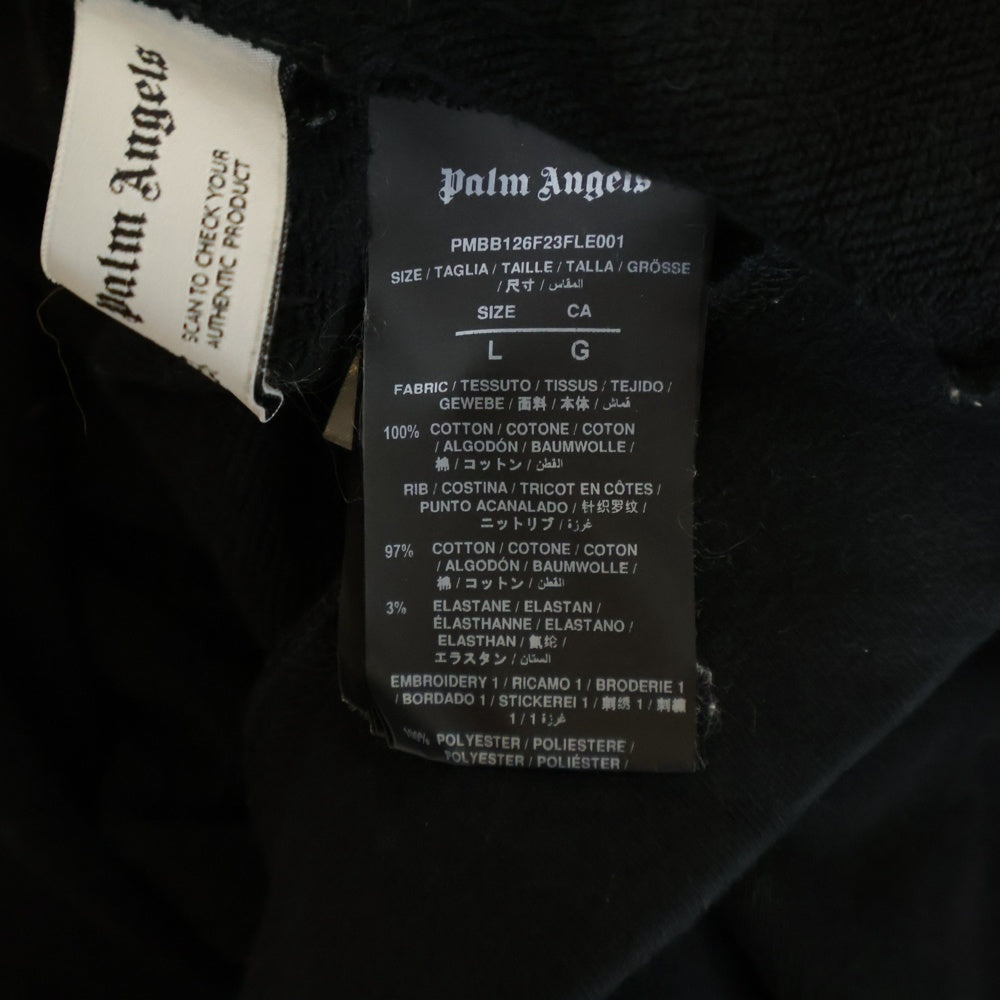 Palm Angels
SCAN TO CHECK YOUR
AUTHENTIC PRODUCT
Palm Angels
PMBB126F23FLE001
SIZE / TAGLIA / TAILLE / TALLA / GRÖSSE
/ 尺寸 / المقاس
SIZE CA
L G
FABRIC / TESSUTO / TISSUS / TEJIDO /
GEWEBE / 面料 / 本体 / قماش
100% COTTON / COTONE / COTON
/ ALGODÓN / BAUMWOLLE /
棉 / コットン / القطن
RIB / COSTINA / TRICOT EN CÔTES /
PUNTO ACANALADO / 针织罗纹 /
ニットリブ / غرزة
97% COTTON / COTONE / COTON
/ ALGODÓN / BAUMWOLLE /
棉 / コットン / القطن
3% ELASTANE / ELASTAN /
ÉLASTHANNE / ELASTANO /
ELASTHAN / 氨纶 /
エラスタン / الستان
EMBROIDERY 1 / RICAMO 1 / BRODERIE 1
/ BORDADO 1 / STICKEREI 1 / 刺绣 1 / 刺繍
1 / 1 غرزة
100% POLYESTER / POLIESTERE /
POLYESTER / POLIÉSTER /